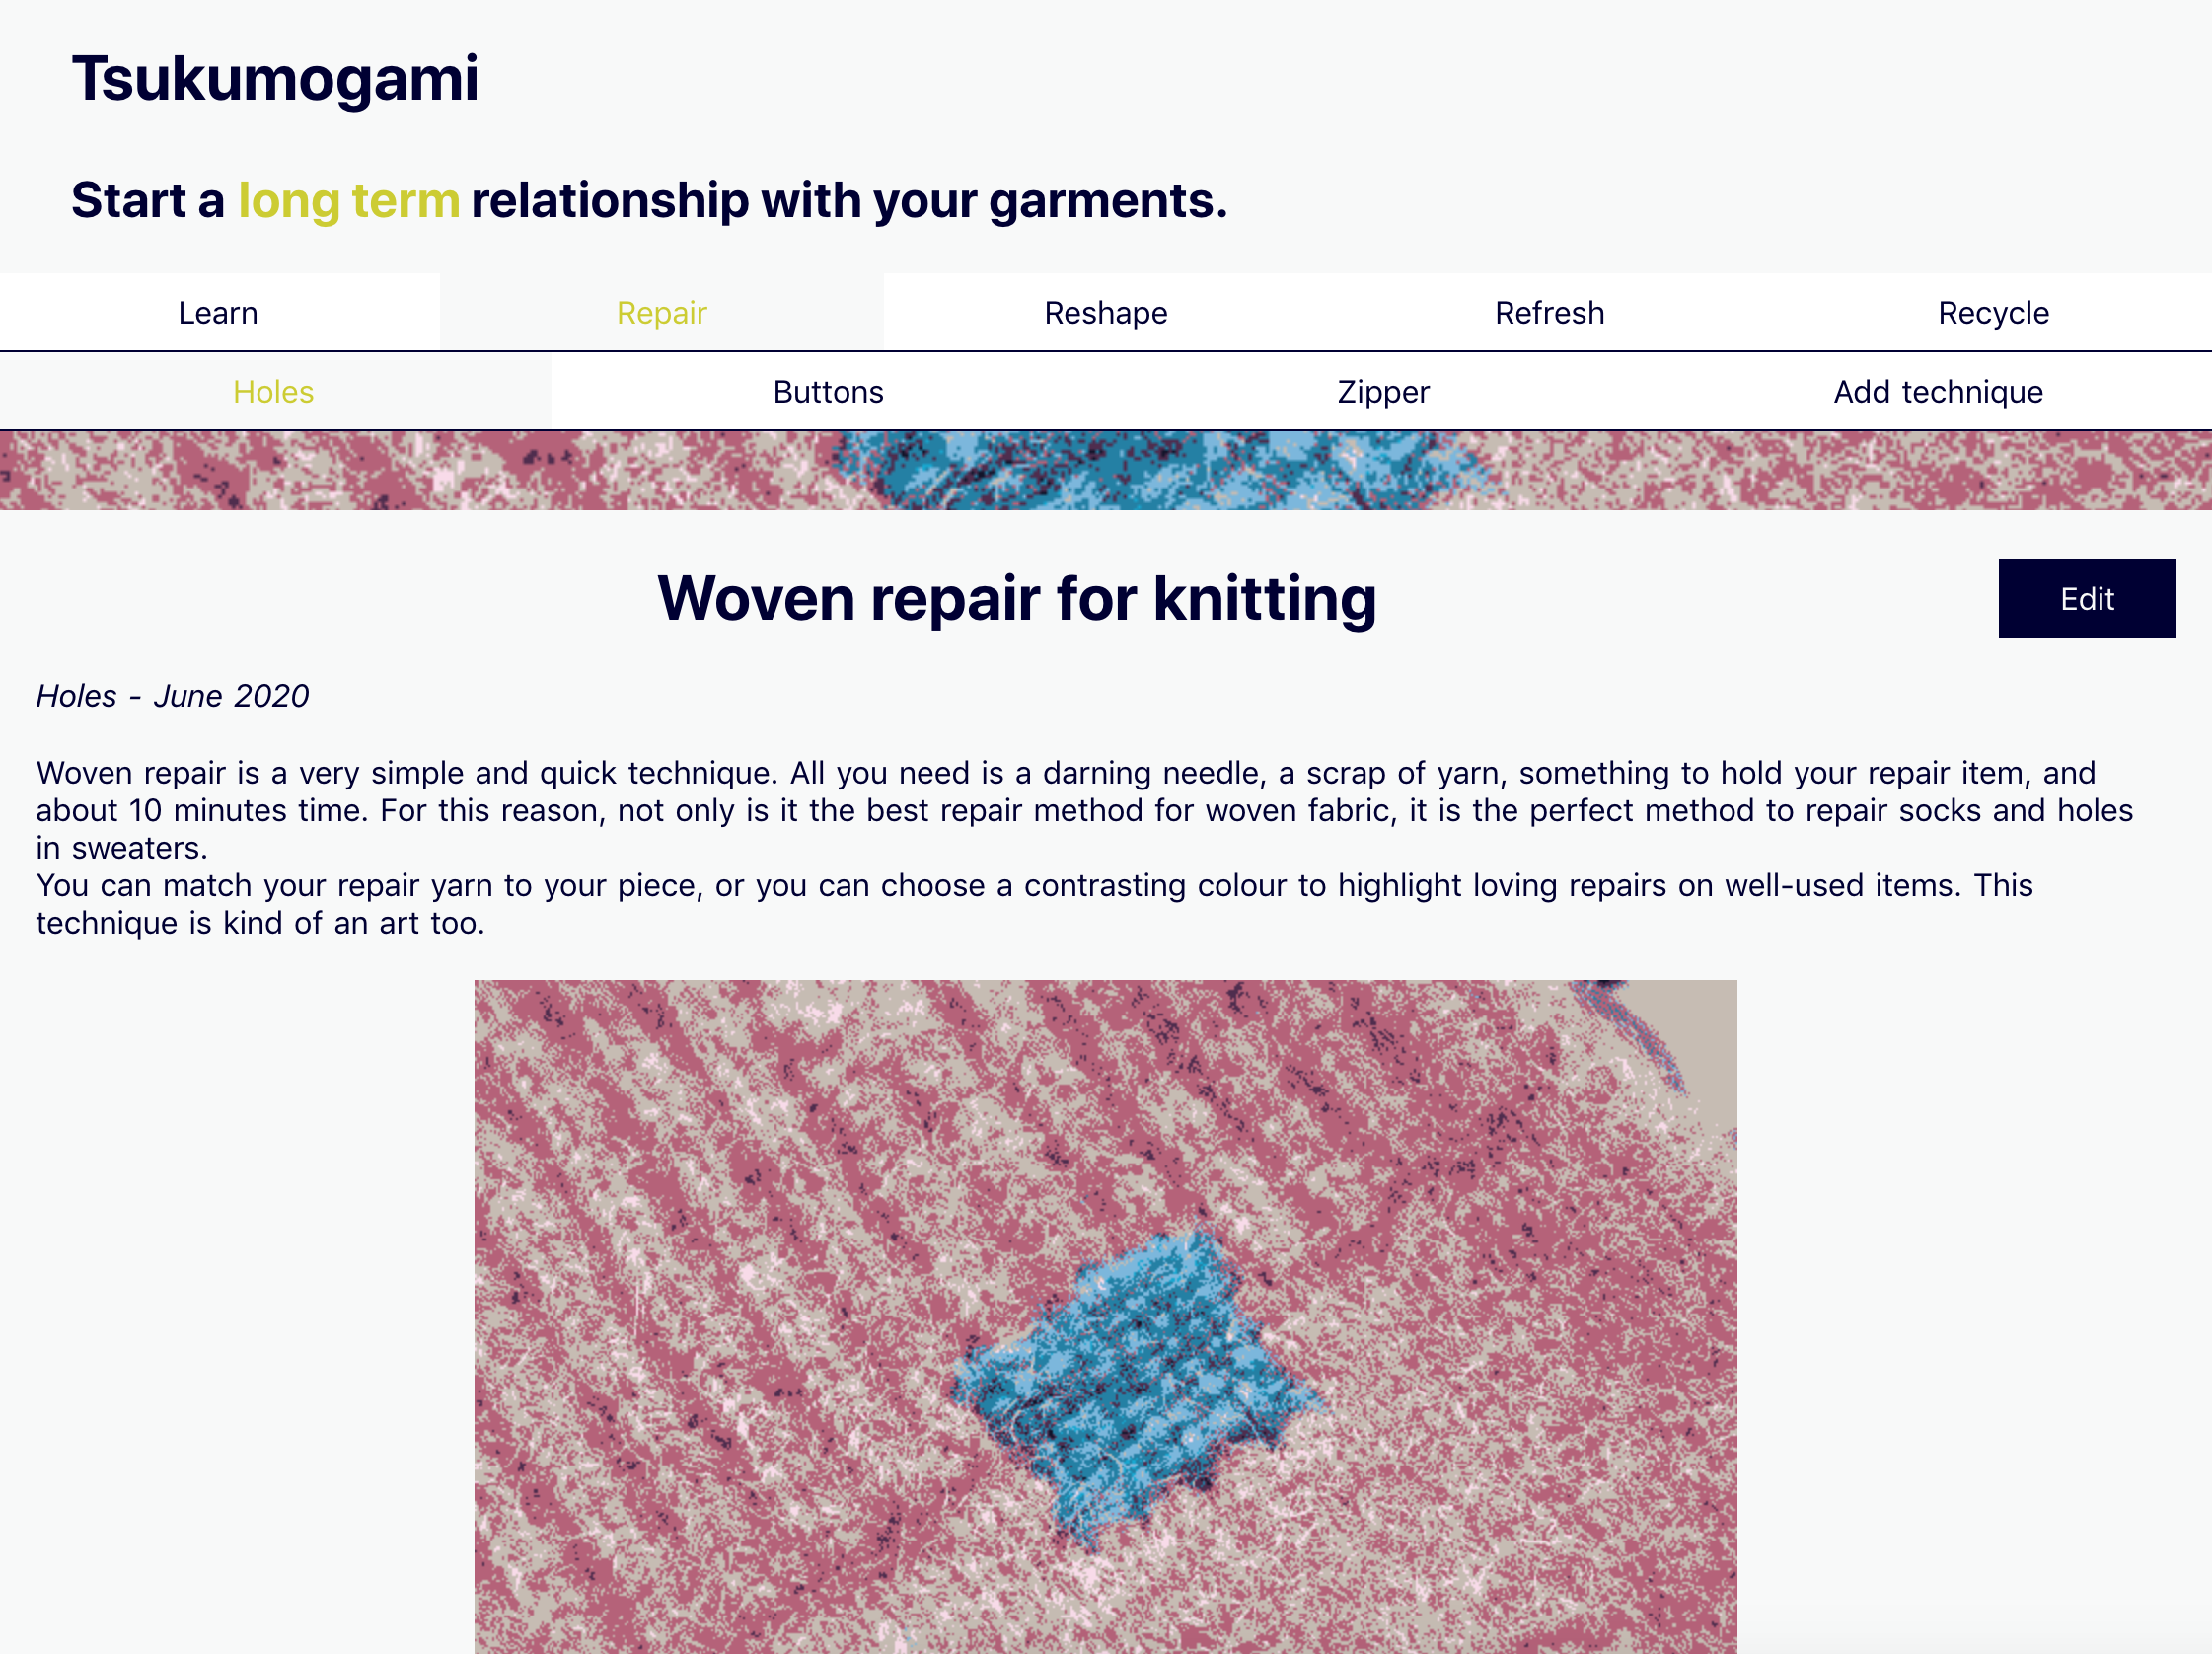 Tsukumogami
Start a long term relationship with your garments.
Learn
Repair
Reshape
Refresh
Recycle
Holes
Buttons
Zipper
Add technique
Woven repair for knitting
Edit
Holes - June 2020
Woven repair is a very simple and quick technique. All you need is a darning needle, a scrap of yarn, something to hold your repair item, and
about 10 minutes time. For this reason, not only is it the best repair method for woven fabric, it is the perfect method to repair socks and holes
in sweaters.
You can match your repair yarn to your piece, or you can choose a contrasting colour to highlight loving repairs on well-used items. This
technique is kind of an art too.